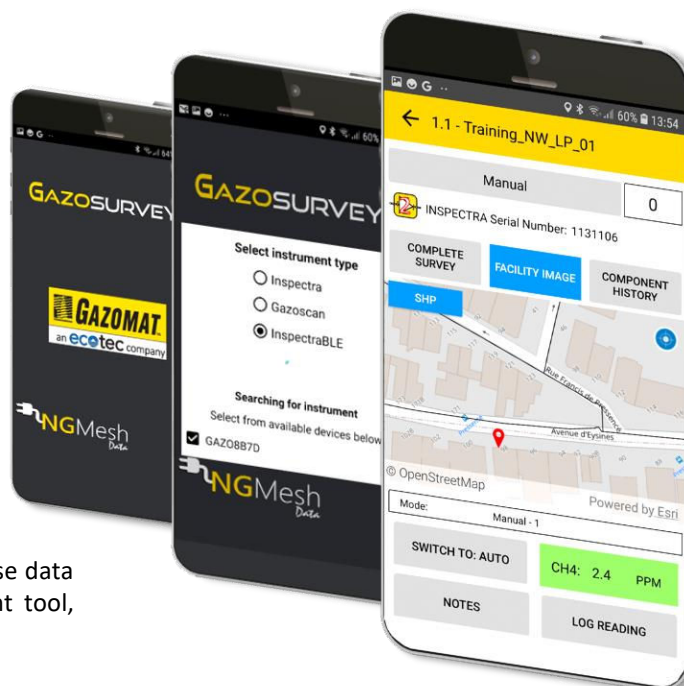 GAZOSURVEY
GAZOMAT
an ecotec company
NGMesh
Data
60%
GAZOSURVEY
Select instrument type
Inspectra
Gazoscan
InspectraBLE
Searching for instrument
Select from available devices below
GAZO8B7D
NGMesh
Data
60% 13:54
1.1 - Training_NW_LP_01
Manual
0
INSPECTRA Serial Number: 1131106
COMPLETE
SURVEY
FACILITY IMAGE
COMPONENT
HISTORY
SHP
Rue Francis de Pressensé
Avenue d'Eysines
© OpenStreetMap
Powered by Esri
Mode:
Manual - 1
SWITCH TO: AUTO
CH4: 2.4 PPM
NOTES
LOG READING
se data
nt tool,